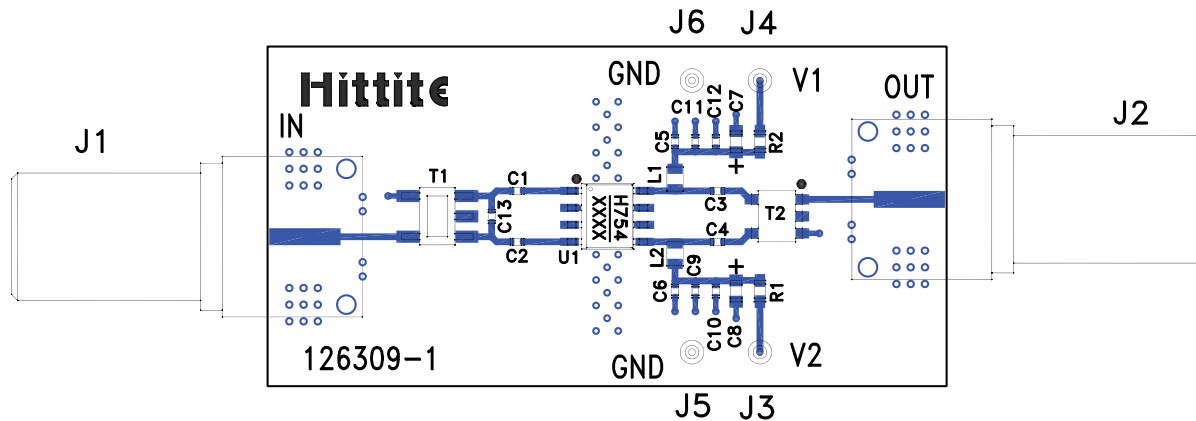 J6 J4
GND V1
Hittite
OUT
IN
J1
J2
C11 C12 C7
C5 R2
+
L1
T1 C1 C3
C13 H754 T2
XXXX
C2 U1 C4
L2 C9 +
C6 R1
C10 C8
126309-1
GND V2
J5 J3